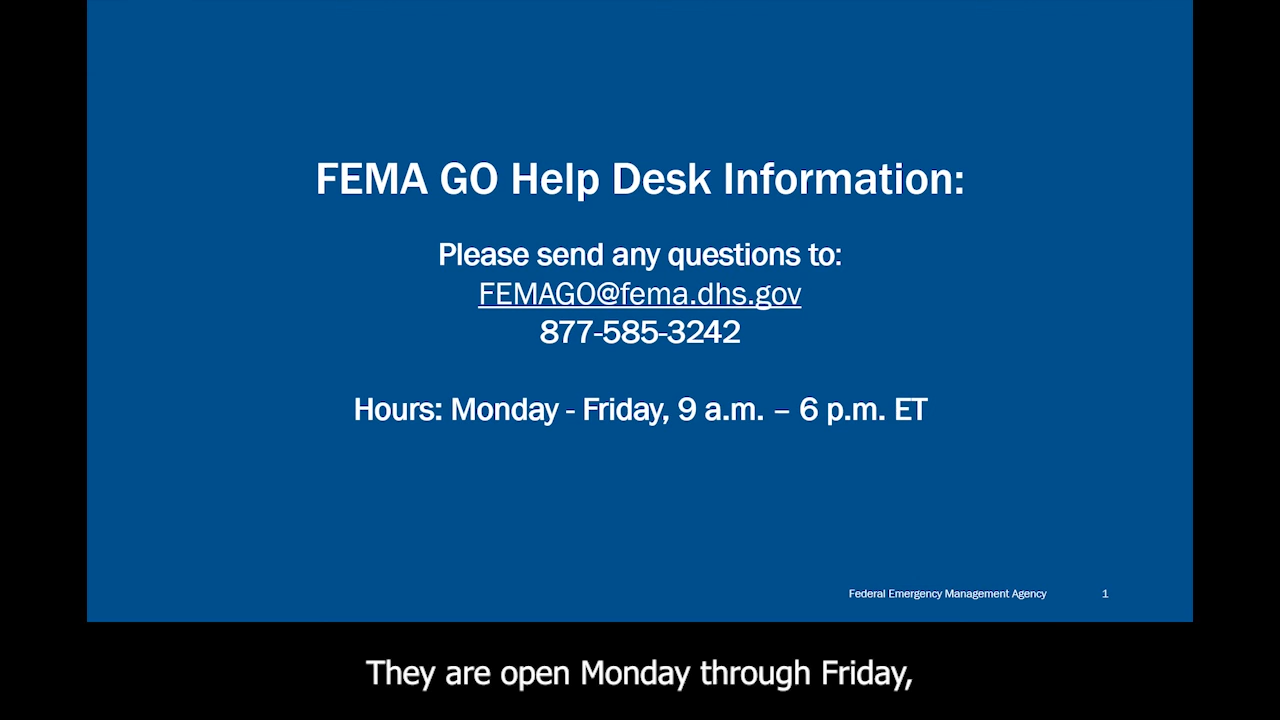 FEMA GO Help Desk Information:
Please send any questions to:
FEMAGO@fema.dhs.gov
877-585-3242
Hours: Monday - Friday, 9 a.m. – 6 p.m. ET
Federal Emergency Management Agency 1
They are open Monday through Friday,